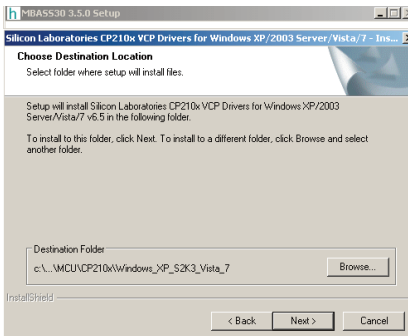 h MBASS30 3.5.0 Setup
Silicon Laboratories CP210x VCP Drivers for Windows XP/2003 Server/Vista/7 - Ins...
Choose Destination Location
Select folder where setup will install files.
Setup will install Silicon Laboratories CP210x VCP Drivers for Windows XP/2003
Server/Vista/7 v6.5 in the following folder.
To install to this folder, click Next. To install to a different folder, click Browse and select
another folder.
Destination Folder
c:\...\MCU\CP210x\Windows_XP_S2K3_Vista_7
Browse...
InstallShield
< Back
Next >
Cancel